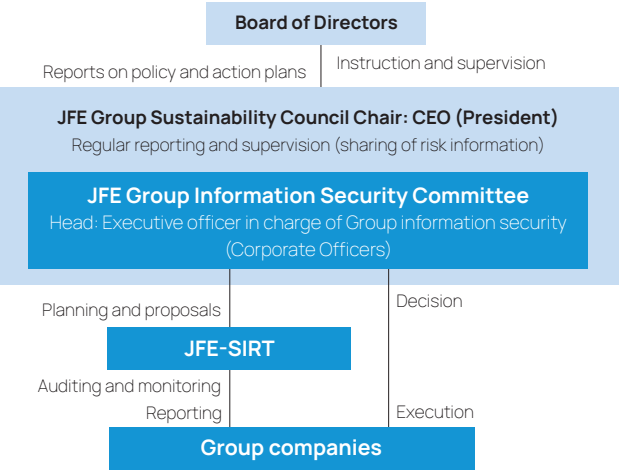 Board of Directors
Reports on policy and action plans
Instruction and supervision
JFE Group Sustainability Council Chair: CEO (President)
Regular reporting and supervision (sharing of risk information)
JFE Group Information Security Committee
Head: Executive officer in charge of Group information security
(Corporate Officers)
Planning and proposals
Decision
JFE-SIRT
Auditing and monitoring
Reporting
Execution
Group companies